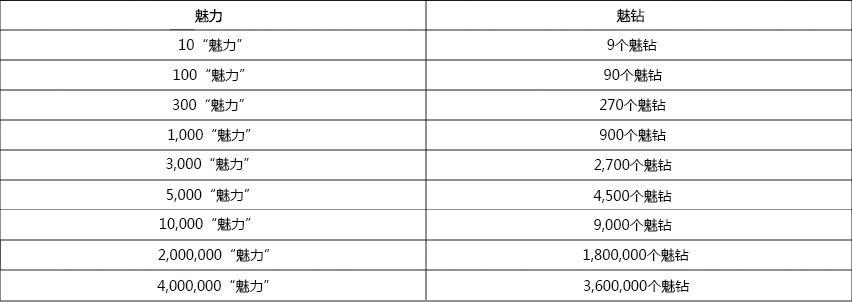 魅力 魅钻
10“魅力” 9个魅钻
100“魅力” 90个魅钻
300“魅力” 270个魅钻
1,000“魅力” 900个魅钻
3,000“魅力” 2,700个魅钻
5,000“魅力” 4,500个魅钻
10,000“魅力” 9,000个魅钻
2,000,000“魅力” 1,800,000个魅钻
4,000,000“魅力” 3,600,000个魅钻